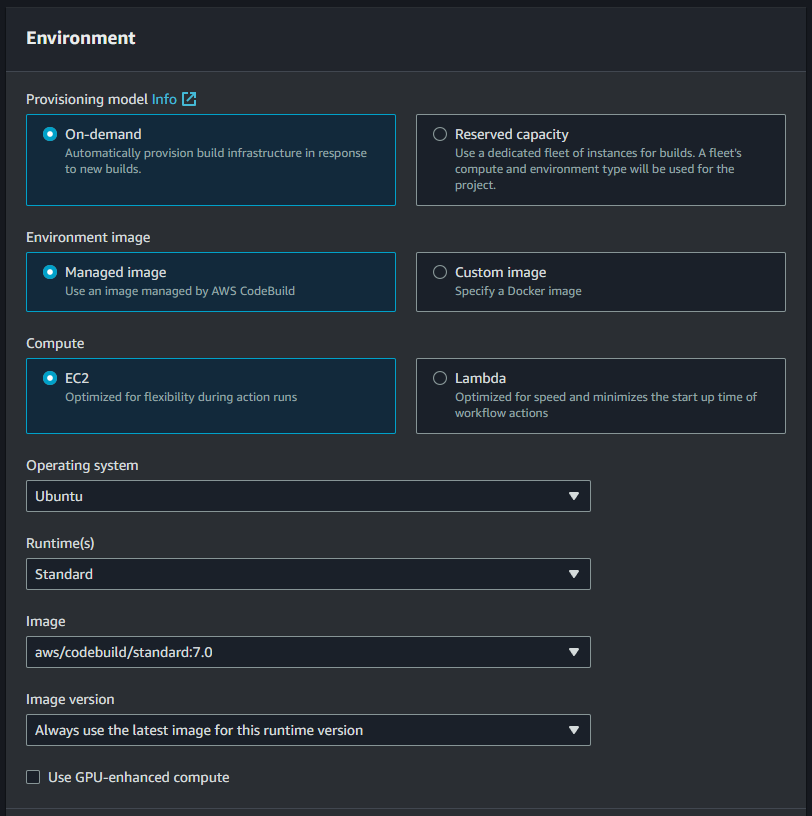 Environment
Provisioning model Info
On-demand
Automatically provision build infrastructure in response
to new builds.
Reserved capacity
Use a dedicated fleet of instances for builds. A fleet's
compute and environment type will be used for the
project.
Environment image
Managed image
Use an image managed by AWS CodeBuild
Custom image
Specify a Docker image
Compute
EC2
Optimized for flexibility during action runs
Lambda
Optimized for speed and minimizes the start up time of
workflow actions
Operating system
Ubuntu
Runtime(s)
Standard
Image
aws/codebuild/standard:7.0
Image version
Always use the latest image for this runtime version
Use GPU-enhanced compute